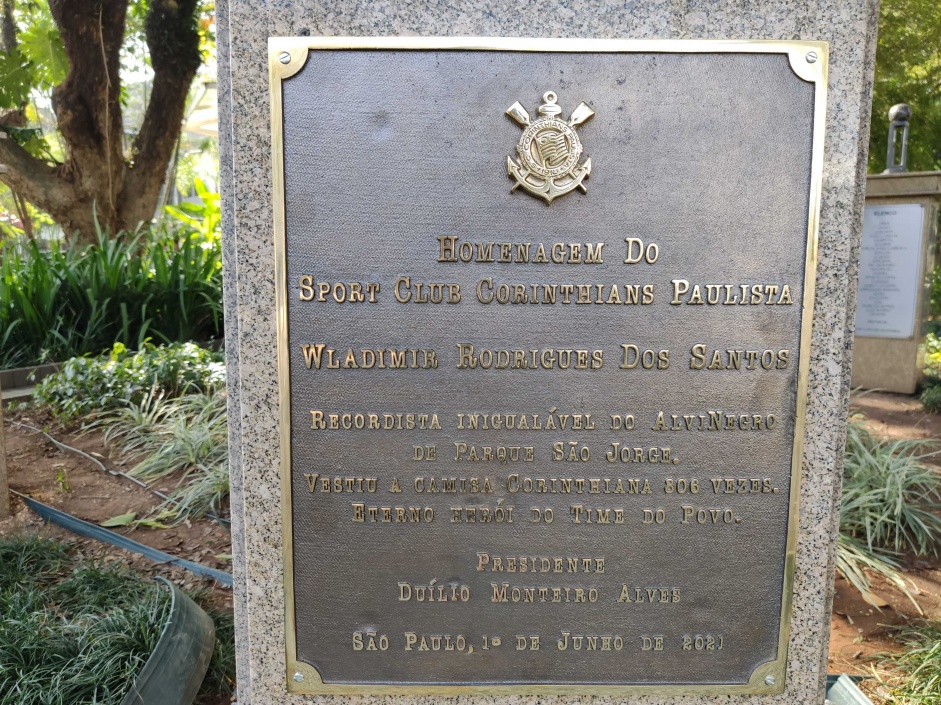 Homenagem Do
Sport Club Corinthians Paulista
Wladimir Rodrigues Dos Santos
Recordista inigualável do AlviNegro
de Parque São Jorge.
Vestiu a camisa Corinthiana 806 vezes.
Eterno herói do Time do Povo.
Presidente
Duílio Monteiro Alves
São Paulo, 1º de Junho de 2021
ELENCO